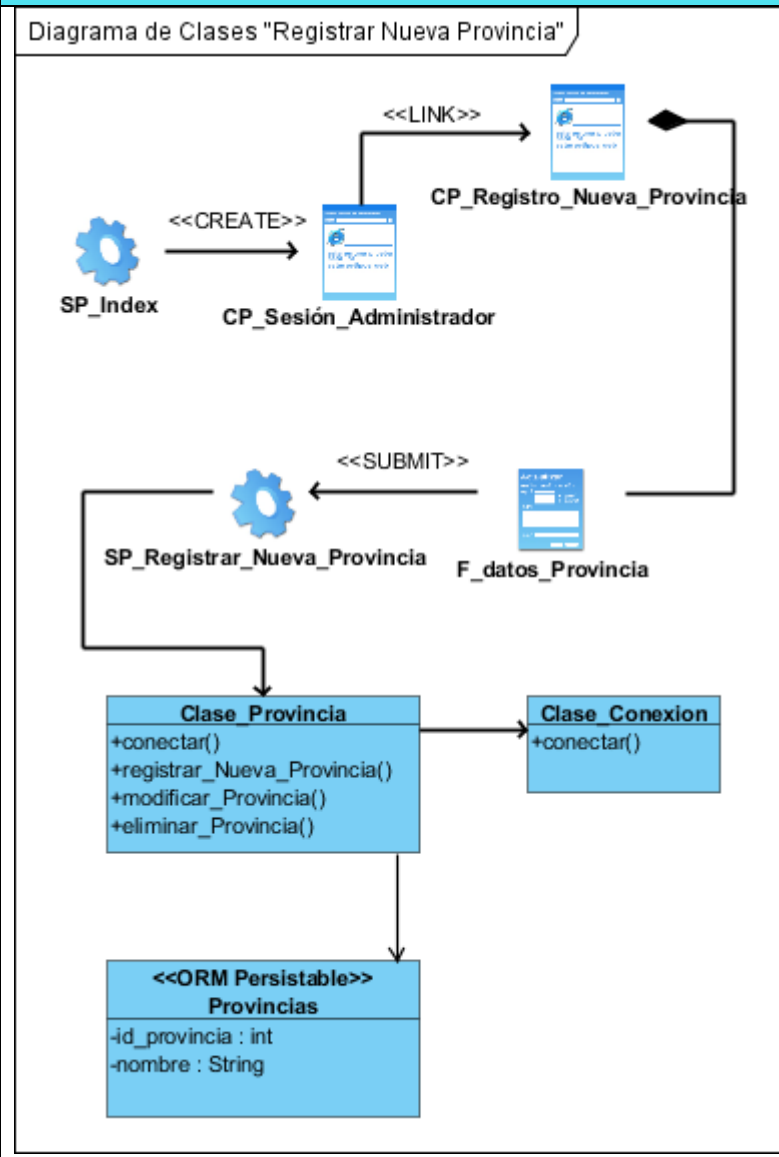 Diagrama de Clases "Registrar Nueva Provincia"
<<LINK>>
CP_Registro_Nueva_Provincia
<<CREATE>>
SP_Index
CP_Sesión_Administrador
<<SUBMIT>>
SP_Registrar_Nueva_Provincia
F_datos_Provincia
Clase_Provincia
+conectar()
+registrar_Nueva_Provincia()
+modificar_Provincia()
+eliminar_Provincia()
Clase_Conexion
+conectar()
<<ORM Persistable>>
Provincias
-id_provincia : int
-nombre : String